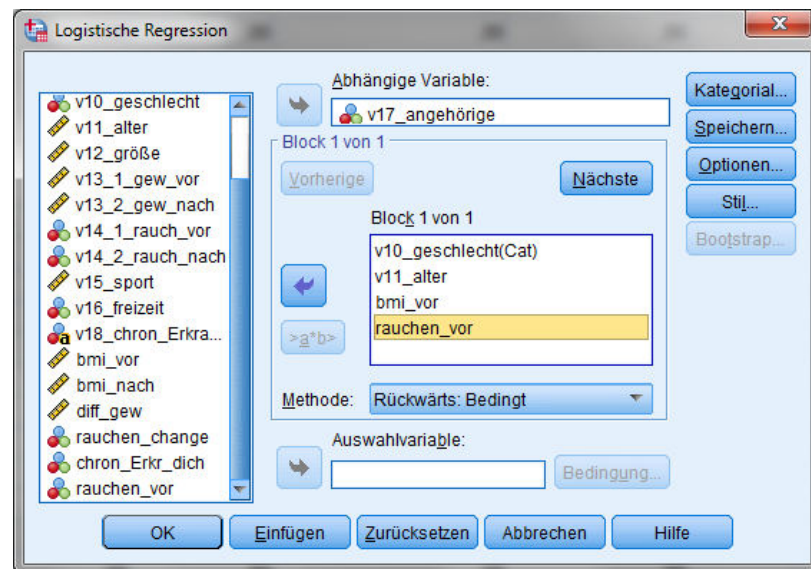 Logistische Regression
v10_geschlecht
v11_alter
v12_größe
v13_1_gew_vor
v13_2_gew_nach
v14_1_rauch_vor
v14_2_rauch_nach
v15_sport
v16_freizeit
v18_chron_Erkra...
bmi_vor
bmi_nach
diff_gew
rauchen_change
chron_Erkr_dich
rauchen_vor
Abhängige Variable:
v17_angehörige
Block 1 von 1
Vorherige
Nächste
Block 1 von 1
v10_geschlecht(Cat)
v11_alter
bmi_vor
rauchen_vor
>a*b>
Methode: Rückwärts: Bedingt
Auswahlvariable:
Bedingung...
Kategorial...
Speichern...
Optionen...
Stil...
Bootstrap...
OK Einfügen Zurücksetzen Abbrechen Hilfe